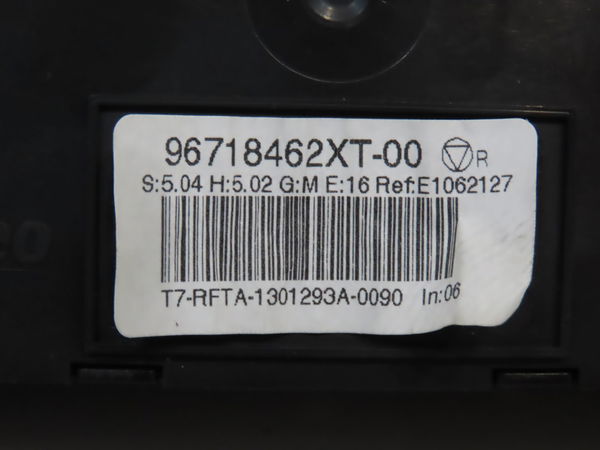 96718462XT-00 R
S:5.04 H:5.02 G:M E:16 Ref:E1062127
T7-RFTA-1301293A-0090 In:06